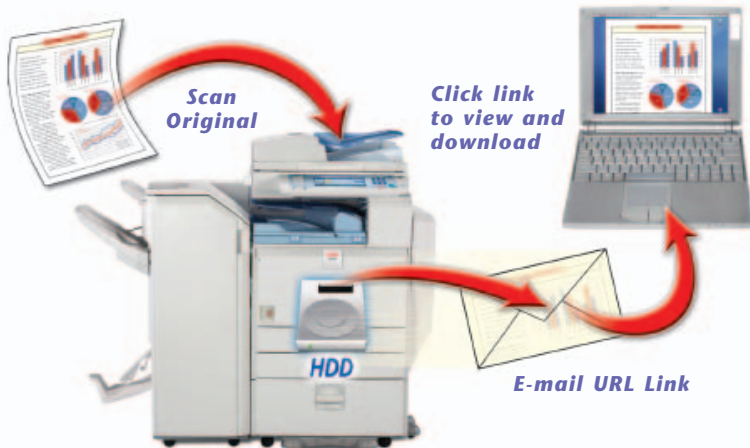 Scan
Original
Click link
to view and
download
HDD
E-mail URL Link